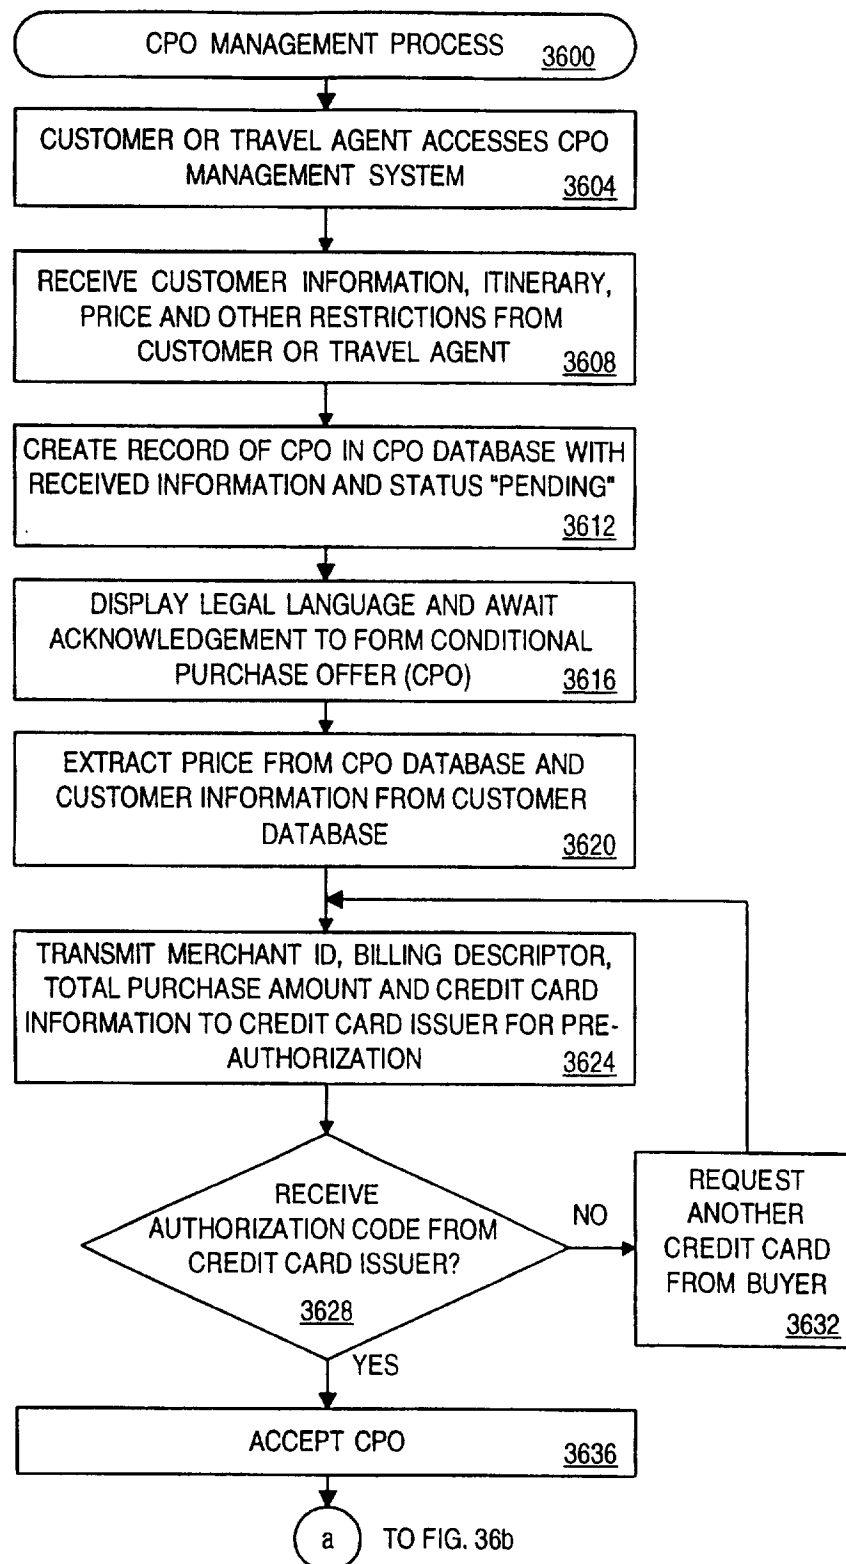 CPO MANAGEMENT PROCESS 3600
CUSTOMER OR TRAVEL AGENT ACCESSES CPO
MANAGEMENT SYSTEM
3604
RECEIVE CUSTOMER INFORMATION, ITINERARY,
PRICE AND OTHER RESTRICTIONS FROM
CUSTOMER OR TRAVEL AGENT
3608
CREATE RECORD OF CPO IN CPO DATABASE WITH
RECEIVED INFORMATION AND STATUS "PENDING"
3612
DISPLAY LEGAL LANGUAGE AND AWAIT
ACKNOWLEDGEMENT TO FORM CONDITIONAL
PURCHASE OFFER (CPO)
3616
EXTRACT PRICE FROM CPO DATABASE AND
CUSTOMER INFORMATION FROM CUSTOMER
DATABASE
3620
TRANSMIT MERCHANT ID, BILLING DESCRIPTOR,
TOTAL PURCHASE AMOUNT AND CREDIT CARD
INFORMATION TO CREDIT CARD ISSUER FOR PRE-
AUTHORIZATION
3624
RECEIVE
AUTHORIZATION CODE FROM
CREDIT CARD ISSUER?
3628
NO
REQUEST
ANOTHER
CREDIT CARD
FROM BUYER
3632
YES
ACCEPT CPO
3636
a TO FIG. 36b